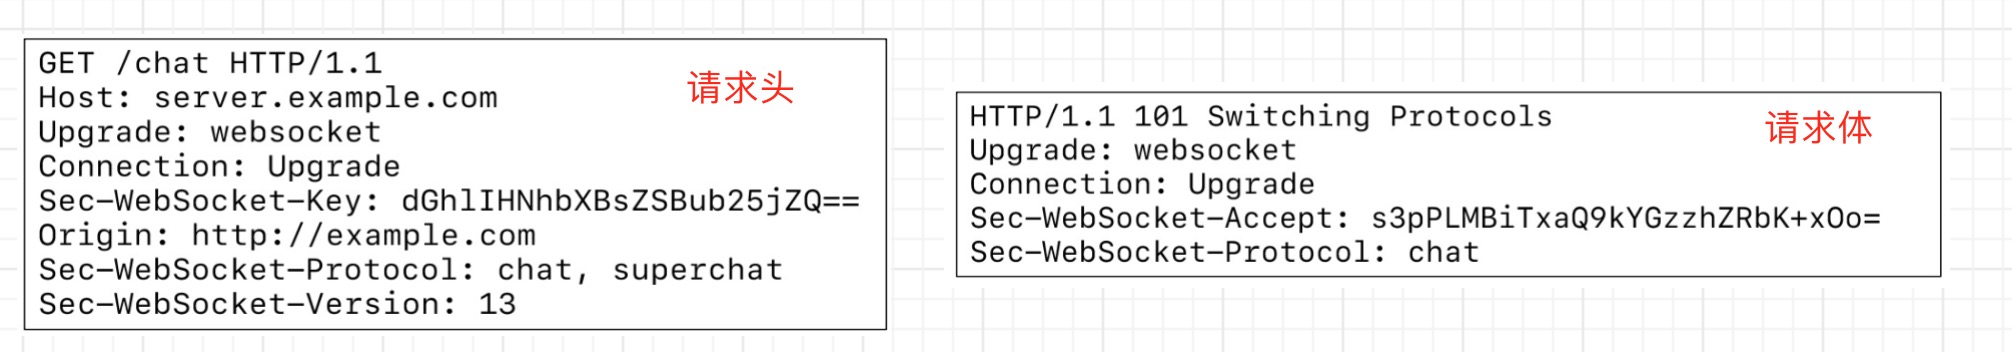 GET /chat HTTP/1.1
请求头
Host: server.example.com
Upgrade: websocket
Connection: Upgrade
Sec-WebSocket-Key: dGhlIHNhbXBsZSBub25jZQ==
Origin: http://example.com
Sec-WebSocket-Protocol: chat, superchat
Sec-WebSocket-Version: 13
HTTP/1.1 101 Switching Protocols
请求体
Upgrade: websocket
Connection: Upgrade
Sec-WebSocket-Accept: s3pPLMBiTxaQ9kYGzzhZRbK+xOo=
Sec-WebSocket-Protocol: chat